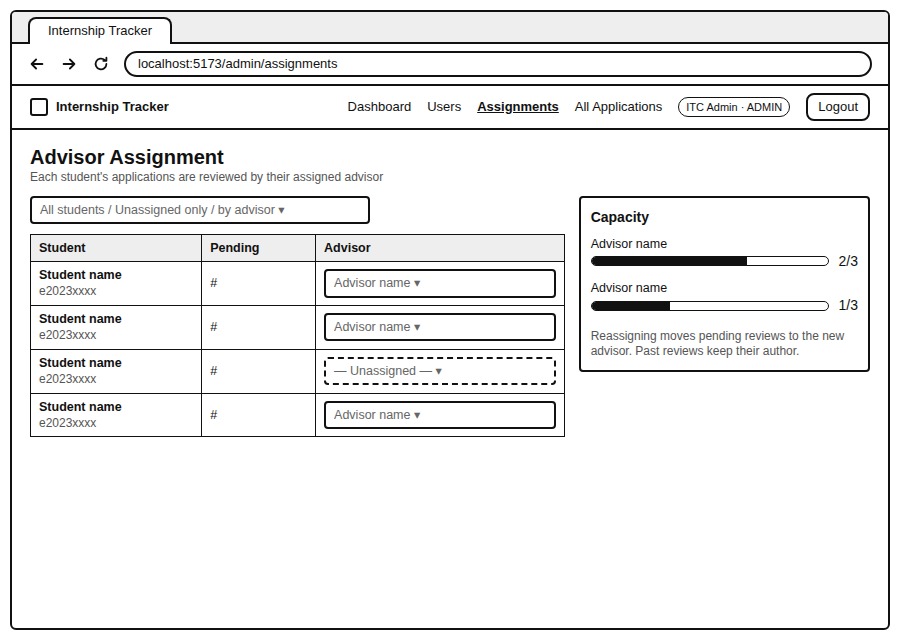 Internship Tracker
localhost:5173/admin/assignments
Internship Tracker Dashboard Users Assignments All Applications ITC Admin · ADMIN Logout
Advisor Assignment
Each student's applications are reviewed by their assigned advisor
All students / Unassigned only / by advisor ▾
Student Pending Advisor
Student name
e2023xxxx
# Advisor name ▾
Student name
e2023xxxx
# Advisor name ▾
Student name
e2023xxxx
# — Unassigned — ▾
Student name
e2023xxxx
# Advisor name ▾
Capacity
Advisor name
2/3
Advisor name
1/3
Reassigning moves pending reviews to the new
advisor. Past reviews keep their author.